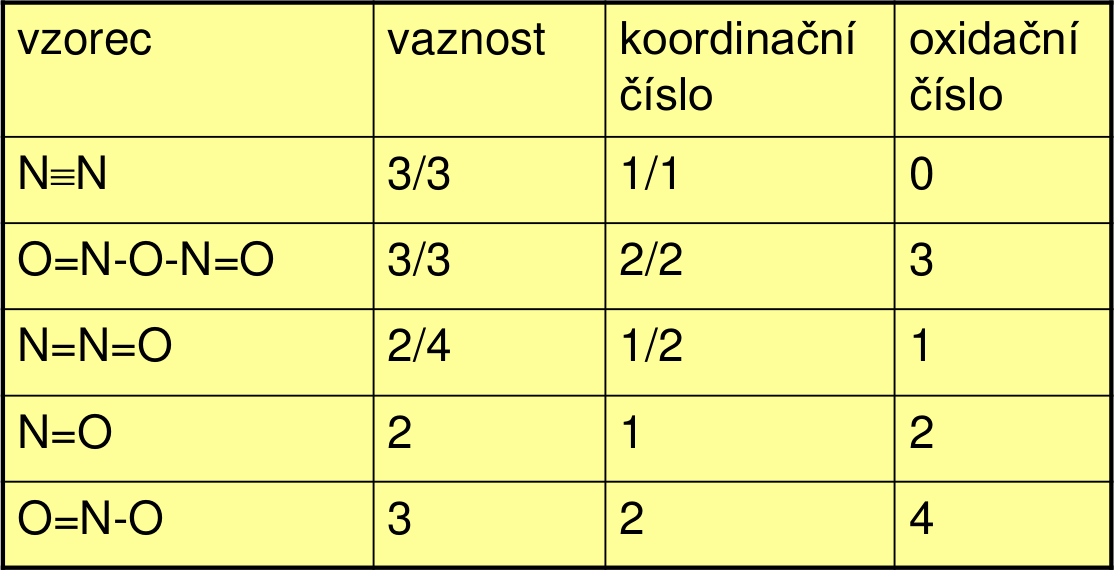 vzorec vaznost koordinační číslo oxidační číslo
N≡N 3/3 1/1 0
O=N-O-N=O 3/3 2/2 3
N=N=O 2/4 1/2 1
N=O 2 1 2
O=N-O 3 2 4